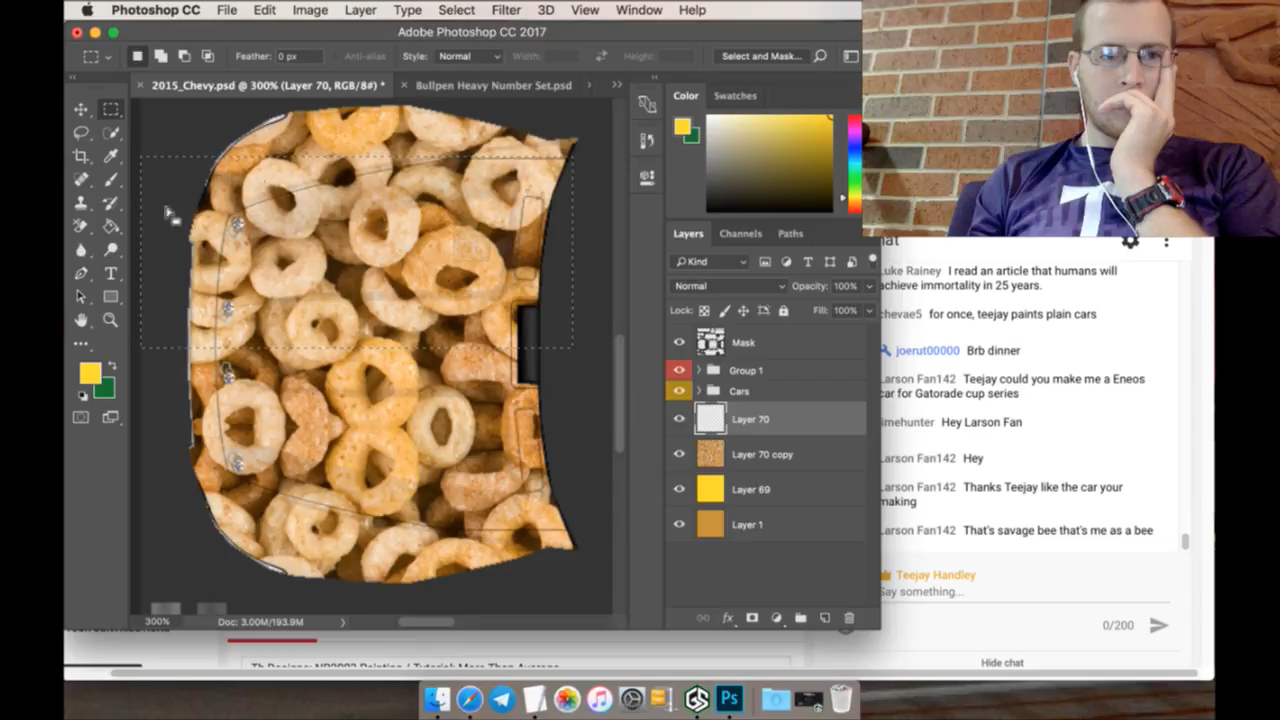 Photoshop CC File Edit Image Layer Type Select Filter 3D View Window Help
Adobe Photoshop CC 2017
Feather: 0 px Anti-alias Style: Normal Width: Height: Select and Mask...
2015_Chevy.psd @ 300% (Layer 70, RGB/8#) * Bullpen Heavy Number Set.psd
Color Swatches
Layers Channels Paths
Kind
Normal Opacity: 100%
Lock: Fill: 100%
Mask
Group 1
Cars
Layer 70
Layer 70 copy
Layer 69
Layer 1
fx
300% Doc: 3.00M/193.9M
Luke Rainey I read an article that humans will
achieve immortality in 25 years.
chevae5 for once, teejay paints plain cars
joerut00000 Brb dinner
Larson Fan142 Teejay could you make me a Eneos
car for Gatorade cup series
Hey Larson Fan
Larson Fan142 Hey
Larson Fan142 Thanks Teejay like the car your
making
Larson Fan142 That's savage bee that's me as a bee
Teejay Handley
Say something...
0/200
Hide chat
Ps